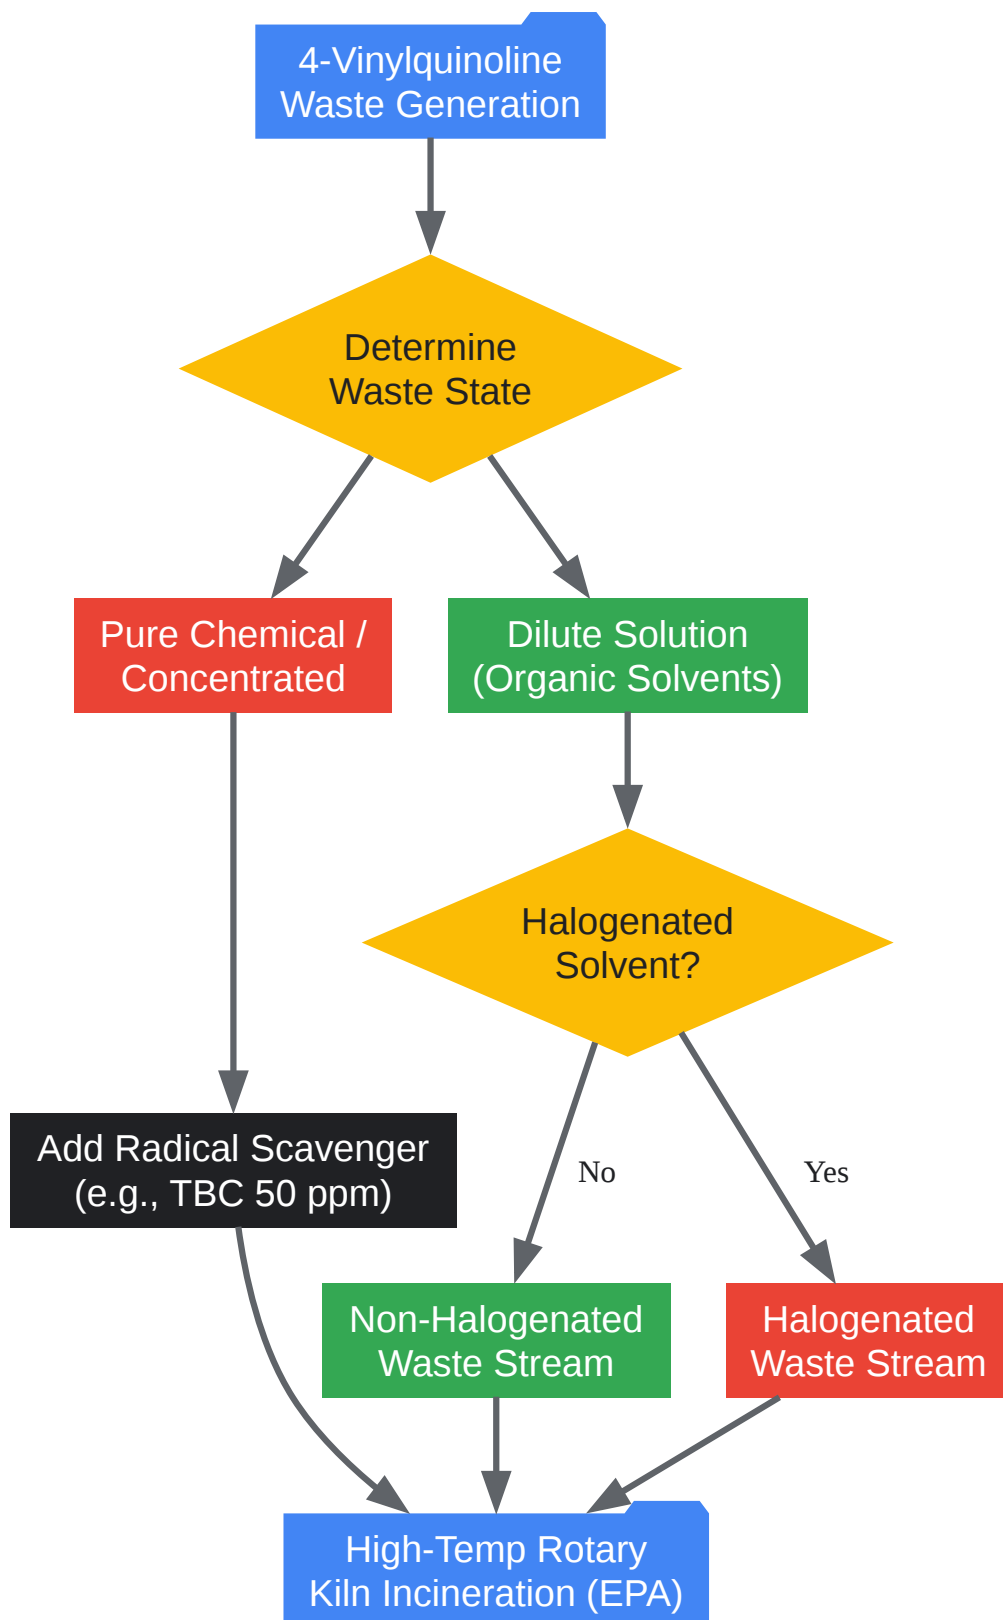 4-Vinylquinoline
Waste Generation
Determine
Waste State
Pure Chemical /
Concentrated
Dilute Solution
(Organic Solvents)
Halogenated
Solvent?
Add Radical Scavenger
(e.g., TBC 50 ppm)
No
Yes
Non-Halogenated
Waste Stream
Halogenated
Waste Stream
High-Temp Rotary
Kiln Incineration (EPA)